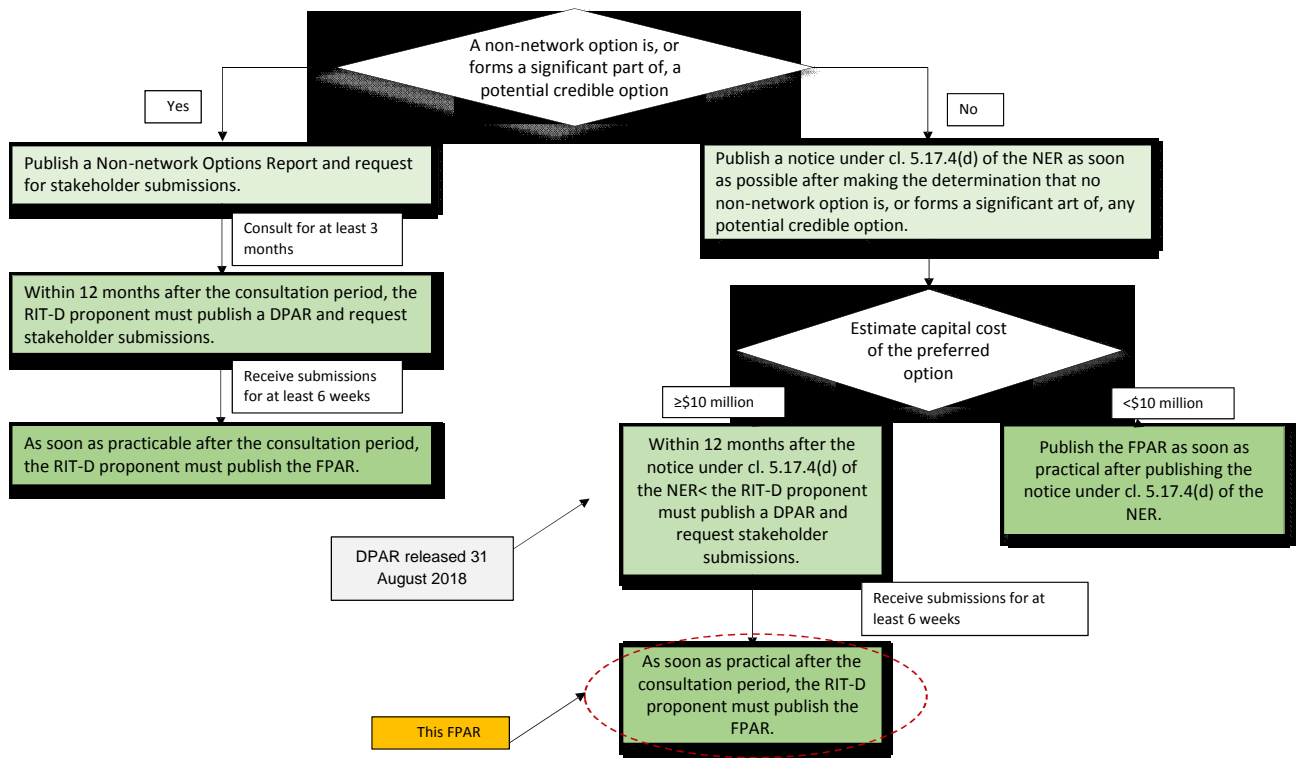 A non-network option is, or
forms a significant part of, a
potential credible option
Yes
No
Publish a Non-network Options Report and request
for stakeholder submissions.
Consult for at least 3
months
Within 12 months after the consultation period, the
RIT-D proponent must publish a DPAR and request
stakeholder submissions.
Receive submissions
for at least 6 weeks
As soon as practicable after the consultation period,
the RIT-D proponent must publish the FPAR.
Publish a notice under cl. 5.17.4(d) of the NER as soon
as possible after making the determination that no
non-network option is, or forms a significant art of, any
potential credible option.
Estimate capital cost
of the preferred
option
≥$10 million
<$10 million
Within 12 months after the
notice under cl. 5.17.4(d) of
the NER< the RIT-D proponent
must publish a DPAR and
request stakeholder
submissions.
Publish the FPAR as soon as
practical after publishing the
notice under cl. 5.17.4(d) of the
NER.
DPAR released 31
August 2018
Receive submissions for at
least 6 weeks
As soon as practical after the
consultation period, the RIT-D
proponent must publish the
FPAR.
This FPAR